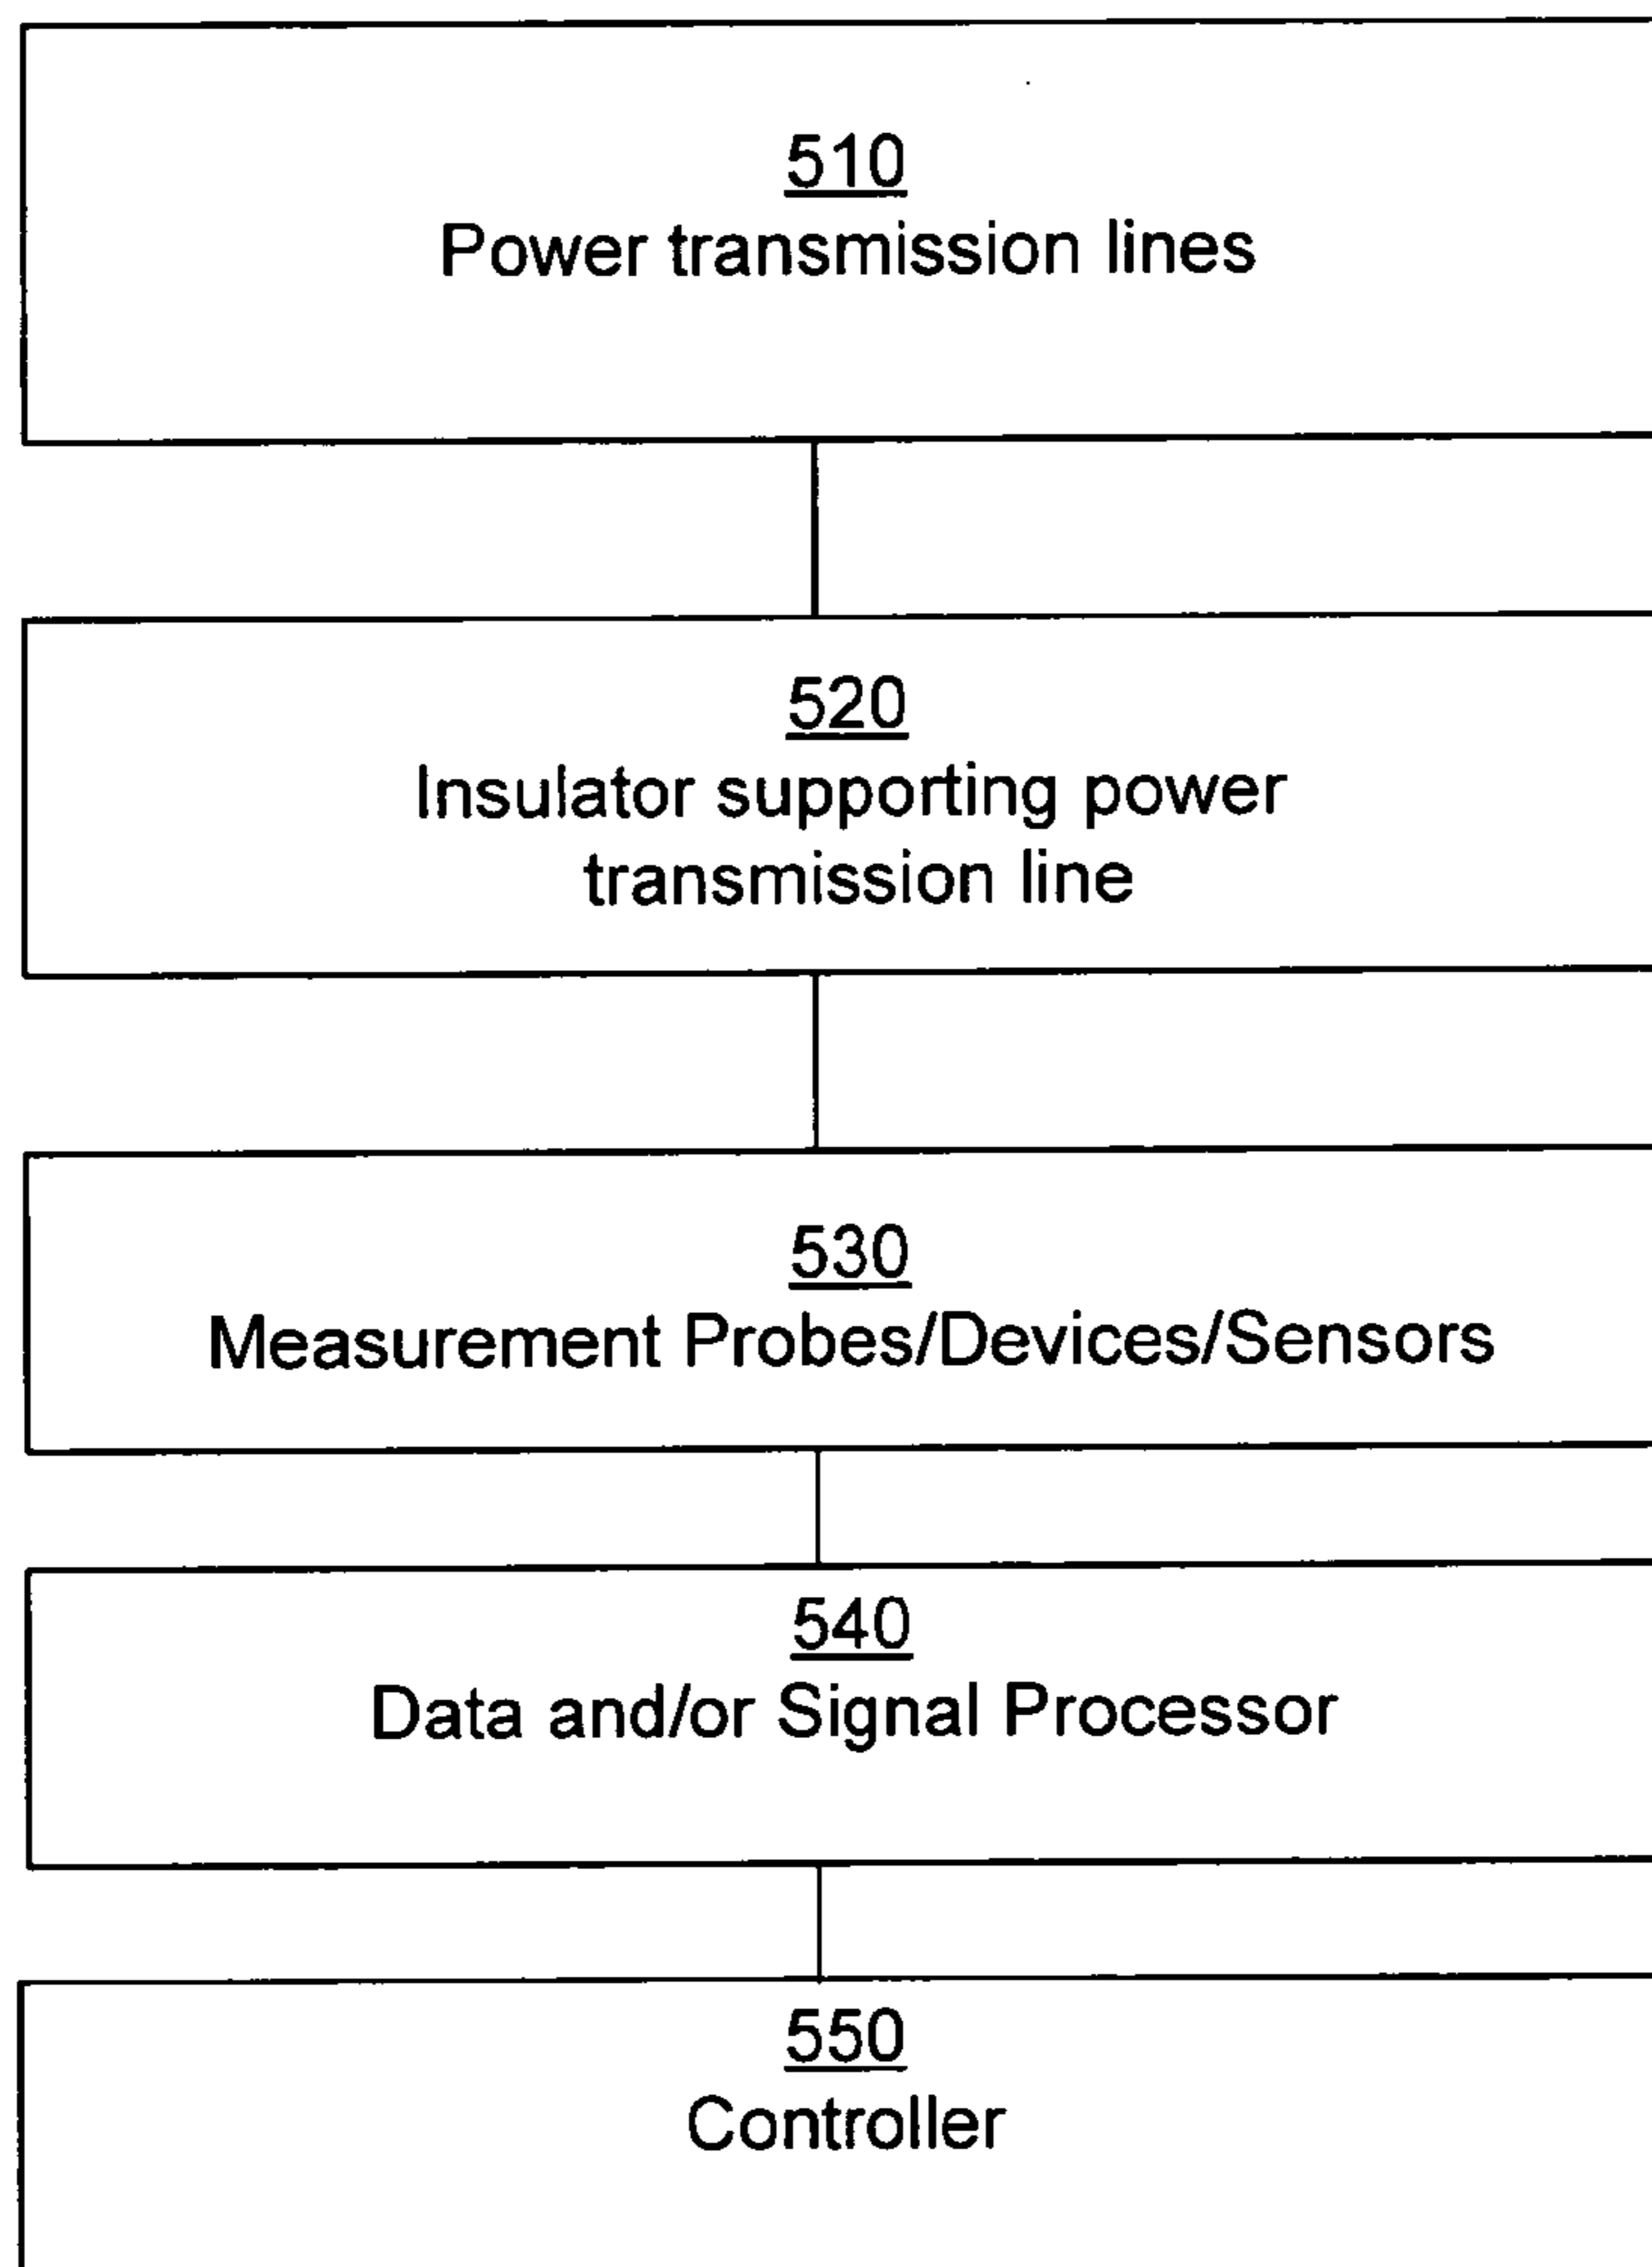 510
Power transmission lines
520
Insulator supporting power
transmission line
530
Measurement Probes/Devices/Sensors
540
Data and/or Signal Processor
550
Controller